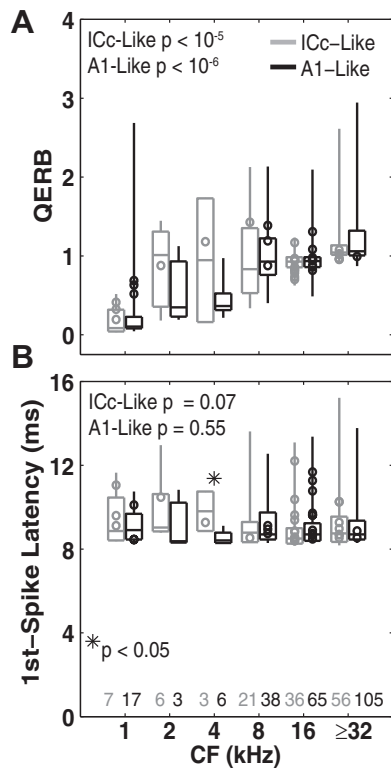 A
ICc-Like p < 10-5
A1-Like p < 10-6
ICc-Like
A1-Like
4
3
2
1
0
QERB
B
ICc-Like p = 0.07
A1-Like p = 0.55
16
12
8
4
0
1st-Spike Latency (ms)
*
* p < 0.05
7 17 6 3 3 6 21 38 36 65 56 105
1 2 4 8 16 ≥32
CF (kHz)